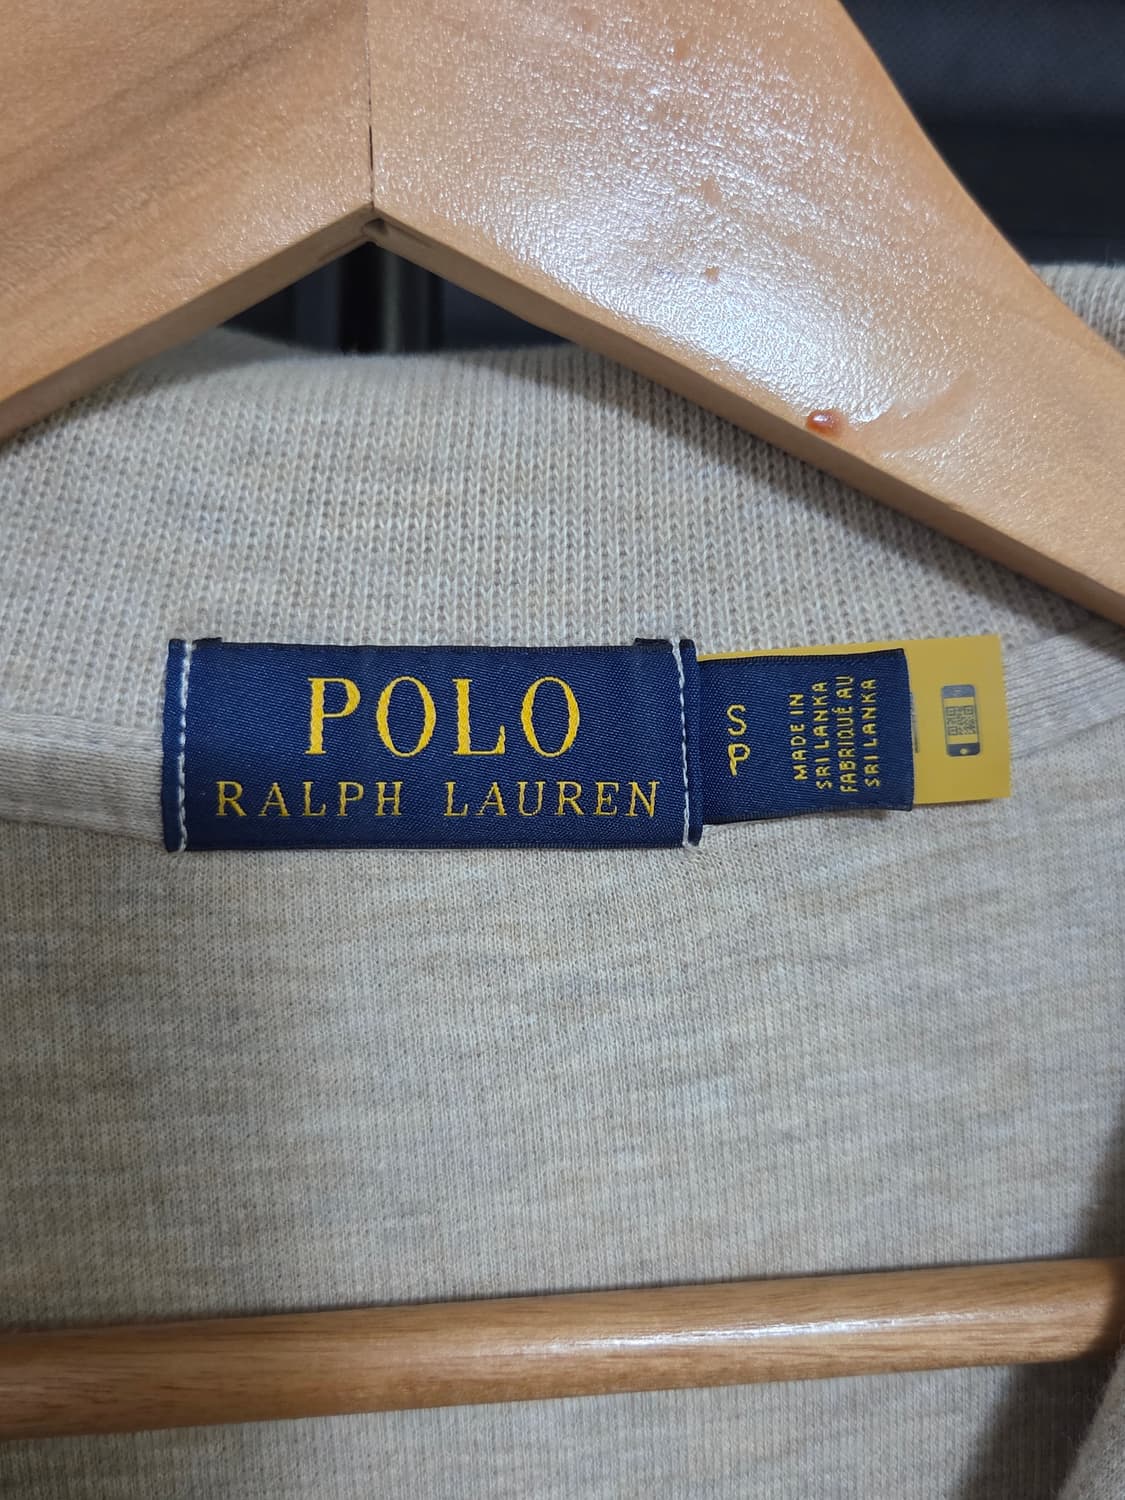 POLO
RALPH LAUREN
S
P
MADE IN
SRI LANKA
FABRIQUÉ AU
SRI LANKA